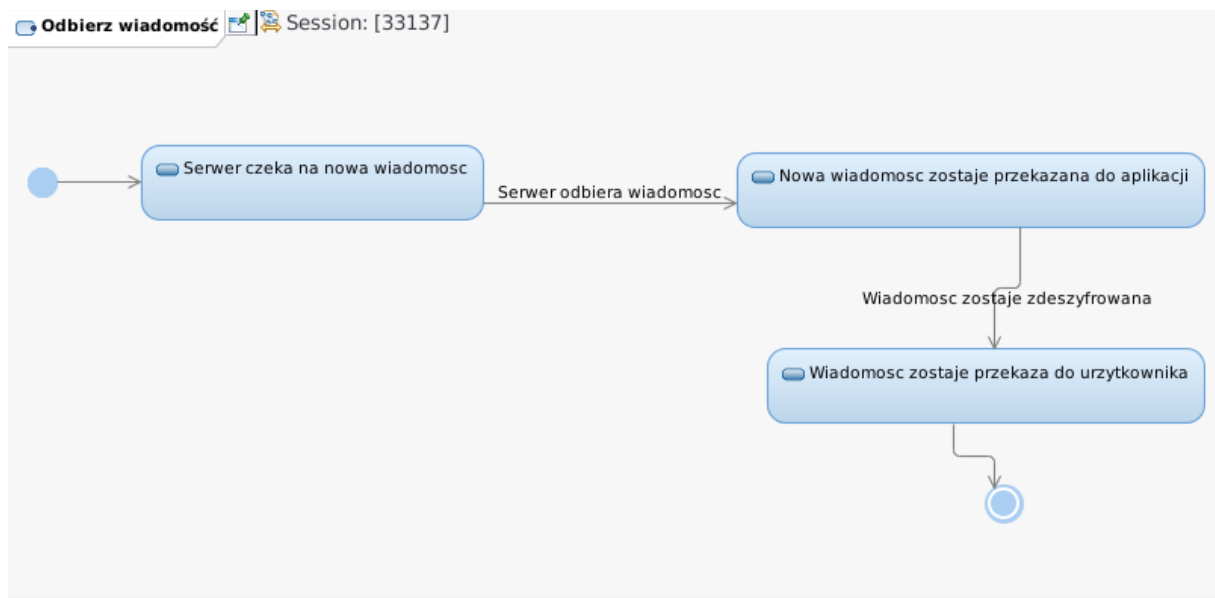 Odbierz wiadomość Session: [33137]
Serwer czeka na nowa wiadomosc
Serwer odbiera wiadomosc
Nowa wiadomosc zostaje przekazana do aplikacji
Wiadomosc zostaje zdeszyfrowana
Wiadomosc zostaje przekaza do urzytkownika